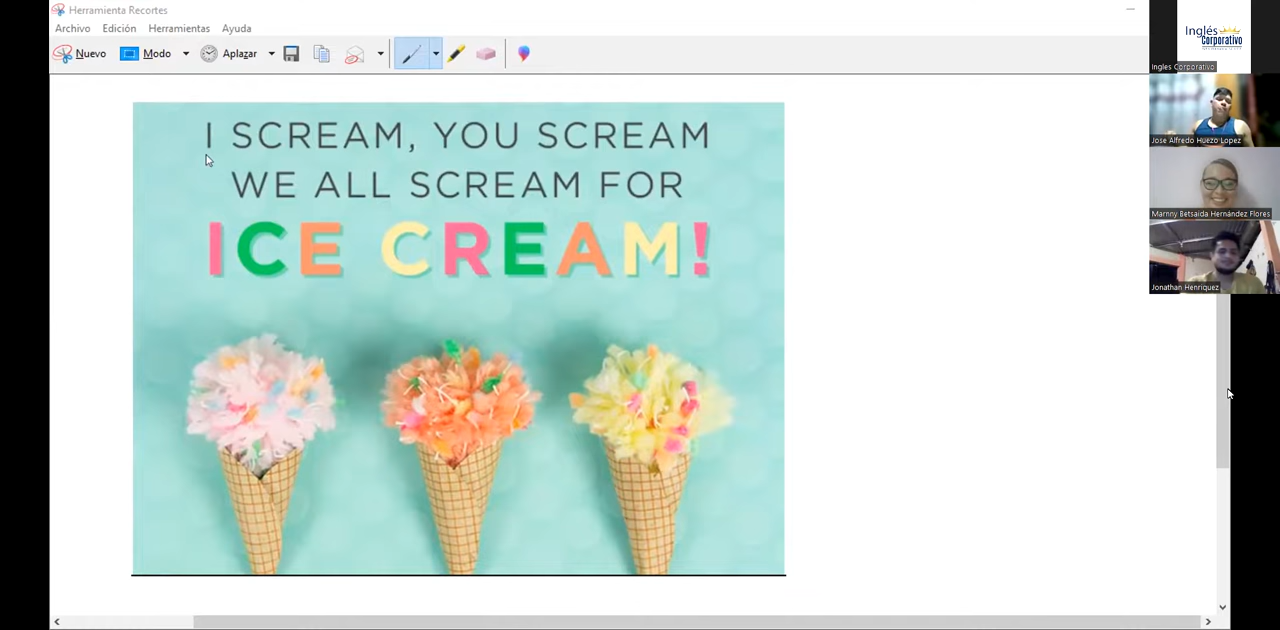 Herramienta Recortes
Archivo Edición Herramientas Ayuda
Nuevo Modo Aplazar
I SCREAM, YOU SCREAM
WE ALL SCREAM FOR
ICE CREAM!
Inglés
Corporativo
Ingles Corporativo
Jose Alfredo Huezo Lopez
Marnny Betsaida Hernández Flores
Jonathan Henriquez